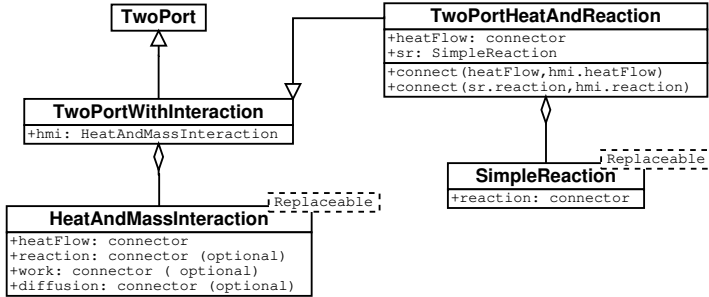 TwoPort
TwoPortHeatAndReaction
+heatFlow: connector
+sr: SimpleReaction
+connect(heatFlow,hmi.heatFlow)
+connect(sr.reaction,hmi.reaction)
TwoPortWithInteraction
+hmi: HeatAndMassInteraction
Replaceable
SimpleReaction
+reaction: connector
Replaceable
HeatAndMassInteraction
+heatFlow: connector
+reaction: connector (optional)
+work: connector ( optional)
+diffusion: connector (optional)